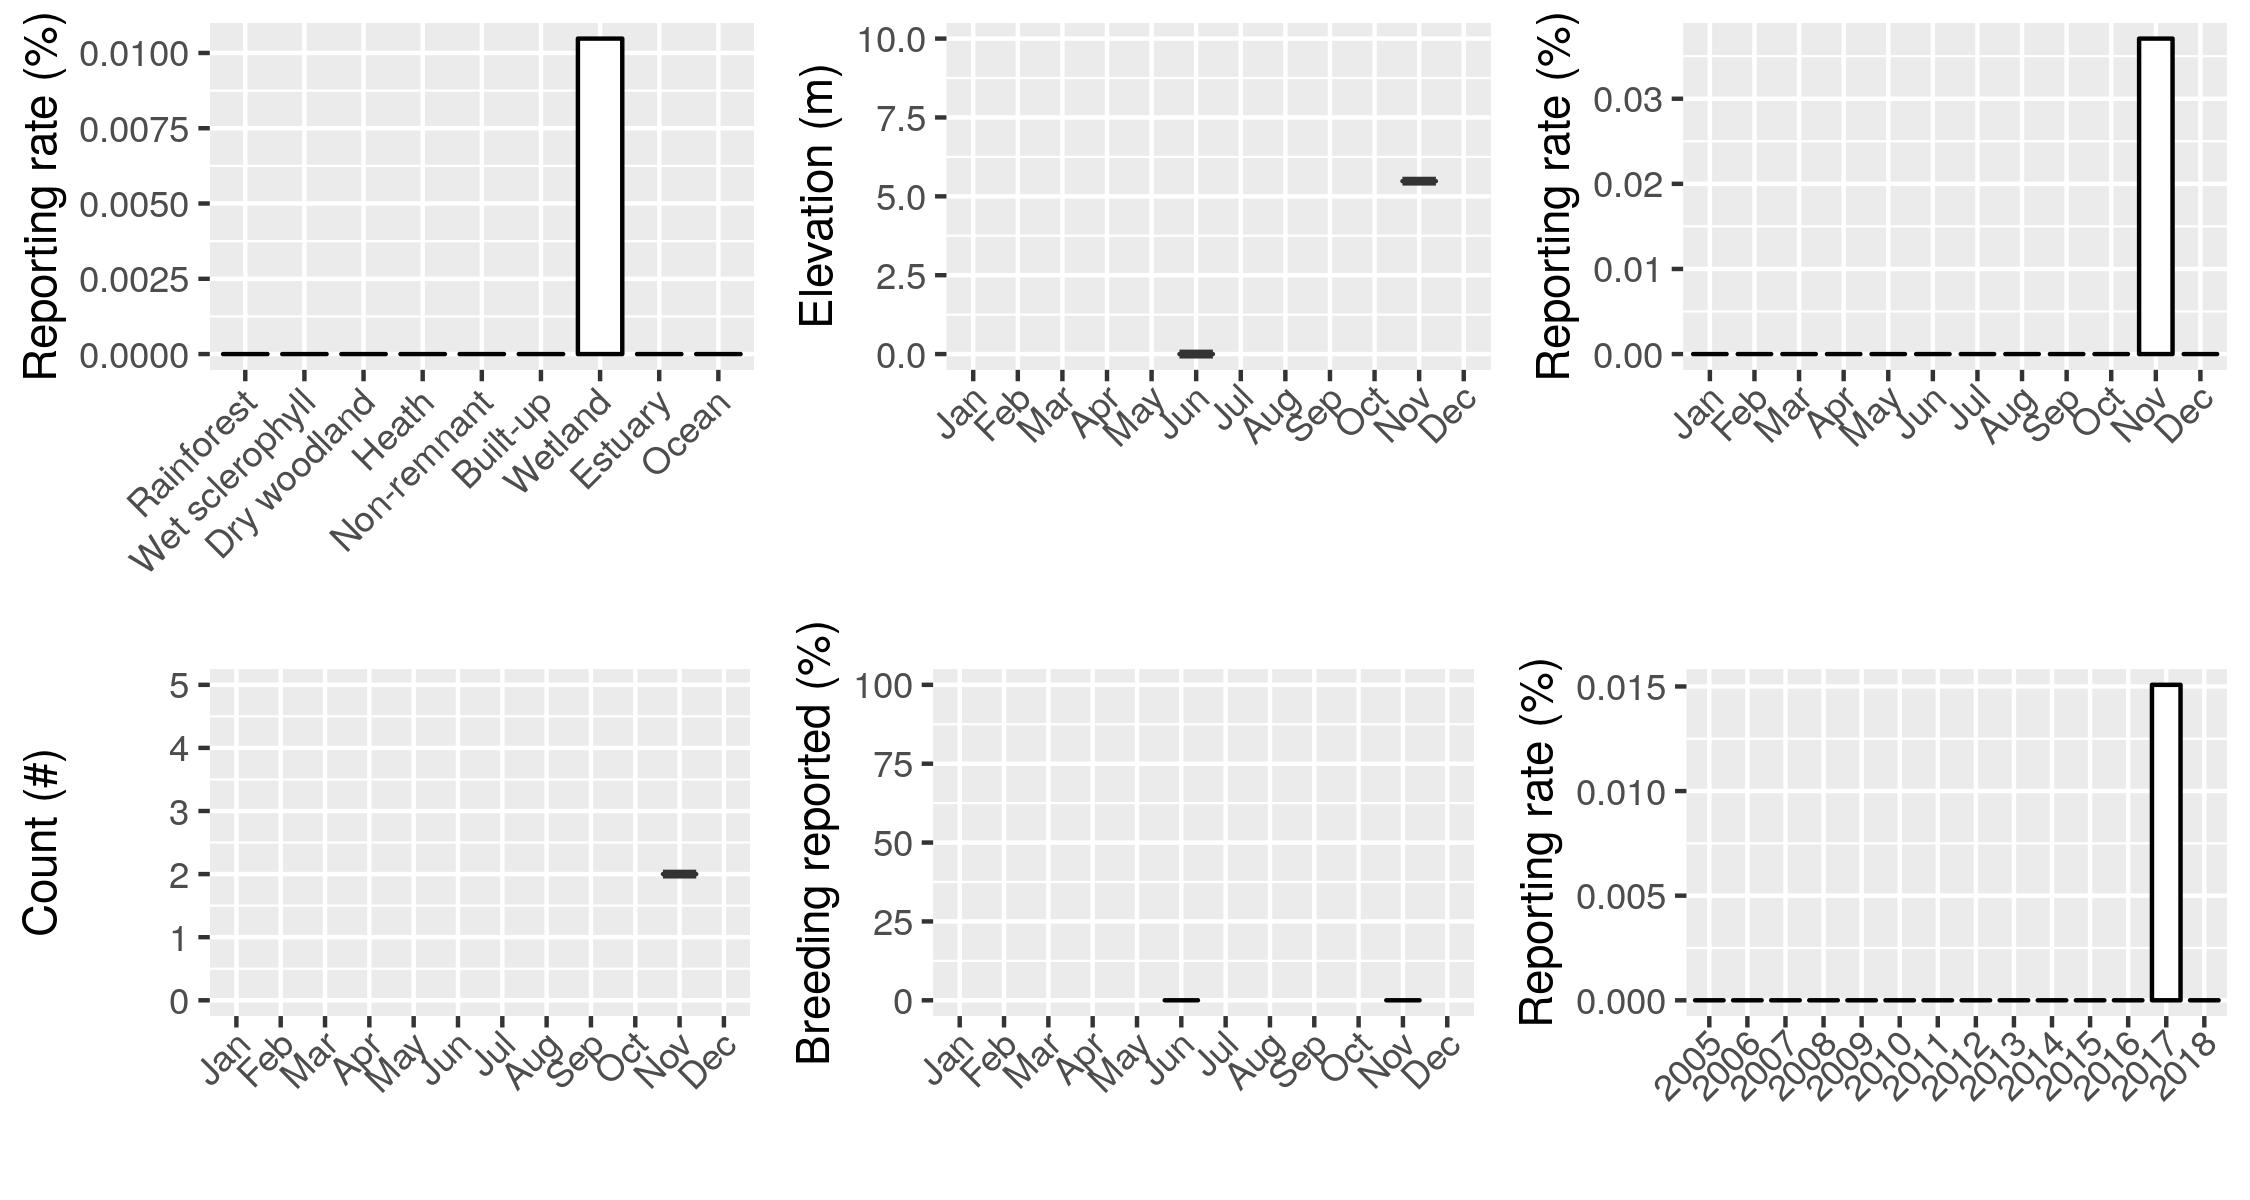 Reporting rate (%)
0.0100
0.0075
0.0050
0.0025
0.0000
Rainforest
Wet sclerophyll
Dry woodland
Heath
Non-remnant
Built-up
Wetland
Estuary
Ocean
Elevation (m)
10.0
7.5
5.0
2.5
0.0
Jan
Feb
Mar
Apr
May
Jun
Jul
Aug
Sep
Oct
Nov
Dec
Reporting rate (%)
0.03
0.02
0.01
0.00
Jan
Feb
Mar
Apr
May
Jun
Jul
Aug
Sep
Oct
Nov
Dec
Count (#)
5
4
3
2
1
0
Jan
Feb
Mar
Apr
May
Jun
Jul
Aug
Sep
Oct
Nov
Dec
Breeding reported (%)
100
75
50
25
0
Jan
Feb
Mar
Apr
May
Jun
Jul
Aug
Sep
Oct
Nov
Dec
Reporting rate (%)
0.015
0.010
0.005
0.000
2005
2006
2007
2008
2009
2010
2011
2012
2013
2014
2015
2016
2017
2018